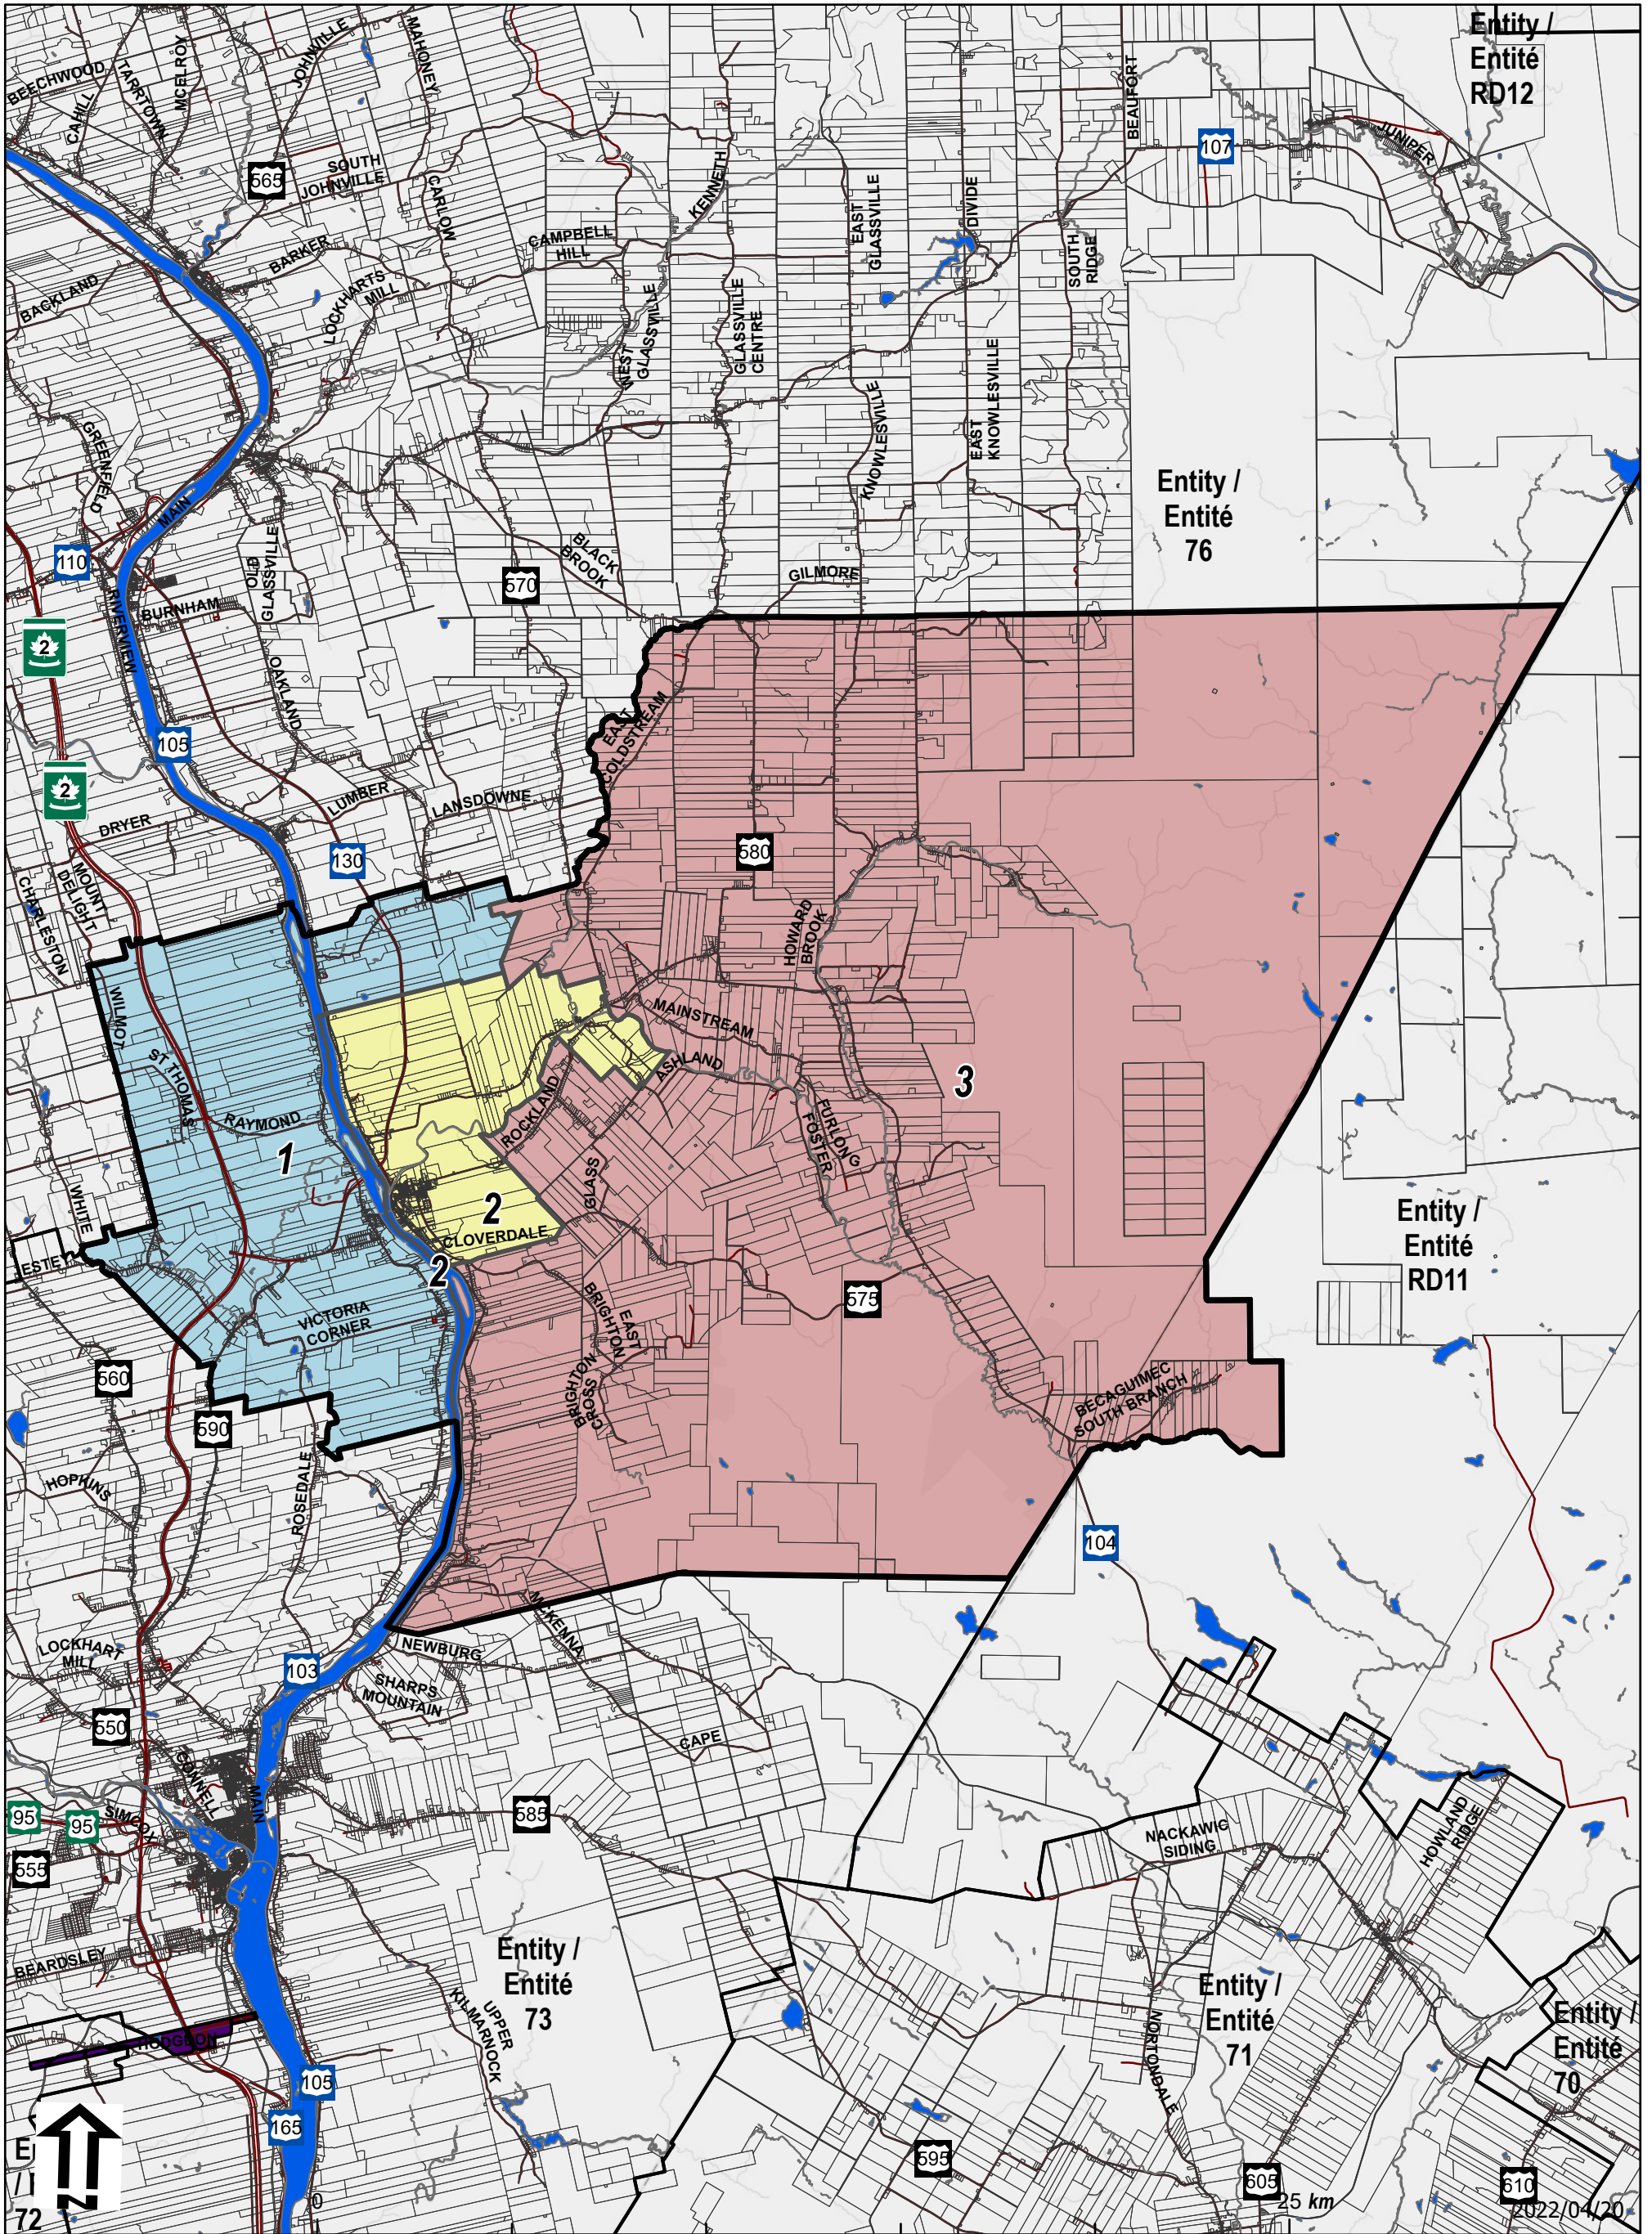 Entity /
Entité
RD12
BEECHWOOD
CAHILL
TARRTOWN
MCELROY
JOHNVILLE
MAHONEY
BEAUFORT
107
JUNIPER
565
SOUTH
JOHNVILLE
CARLOW
KENNETH
EAST
GLASSVILLE
DIVIDE
SOUTH
RIDGE
BARKER
CAMPBELL
HILL
BACKLAND
LOCKHARTS
MILL
WEST
GLASSVILLE
GLASSVILLE
CENTRE
KNOWLESVILLE
EAST
KNOWLESVILLE
GREENFIELD
MAIN
Entity /
Entité
76
110
OLD
GLASSVILLE
BLACK
BROOK
570
GILMORE
RIVERVIEW
BURNHAM
2
OAKLAND
EAST
COLDSTREAM
105
2
LUMBER
LANSDOWNE
DRYER
130
580
MOUNT
DELIGHT
CHARLESTON
HOWARD
BROOK
WILMOT
MAINSTREAM
ST THOMAS
ASHLAND
3
RAYMOND
ROCKLAND
FURLONG
FOSTER
1
GLASS
WHITE
2
CLOVERDALE
Entity /
Entité
RD11
ESTEY
2
575
VICTORIA
CORNER
EAST
BRIGHTON
560
BRIGHTON
CROSS
BECAGUIMEC
SOUTH BRANCH
590
HOPKINS
ROSEDALE
104
MCKENNA
LOCKHART
MILL
NEWBURG
103
SHARPS
MOUNTAIN
550
CAPE
CONNELL
MAIN
95
95
SIMCOX
585
HOWLAND
RIDGE
NACKAWIC
SIDING
555
BEARDSLEY
Entity /
Entité
73
UPPER
KILMARNOCK
Entity /
Entité
71
NORTONDALE
Entity /
Entité
70
HODGDON
105
165
595
605
610
72
0
25 km
2022/04/20